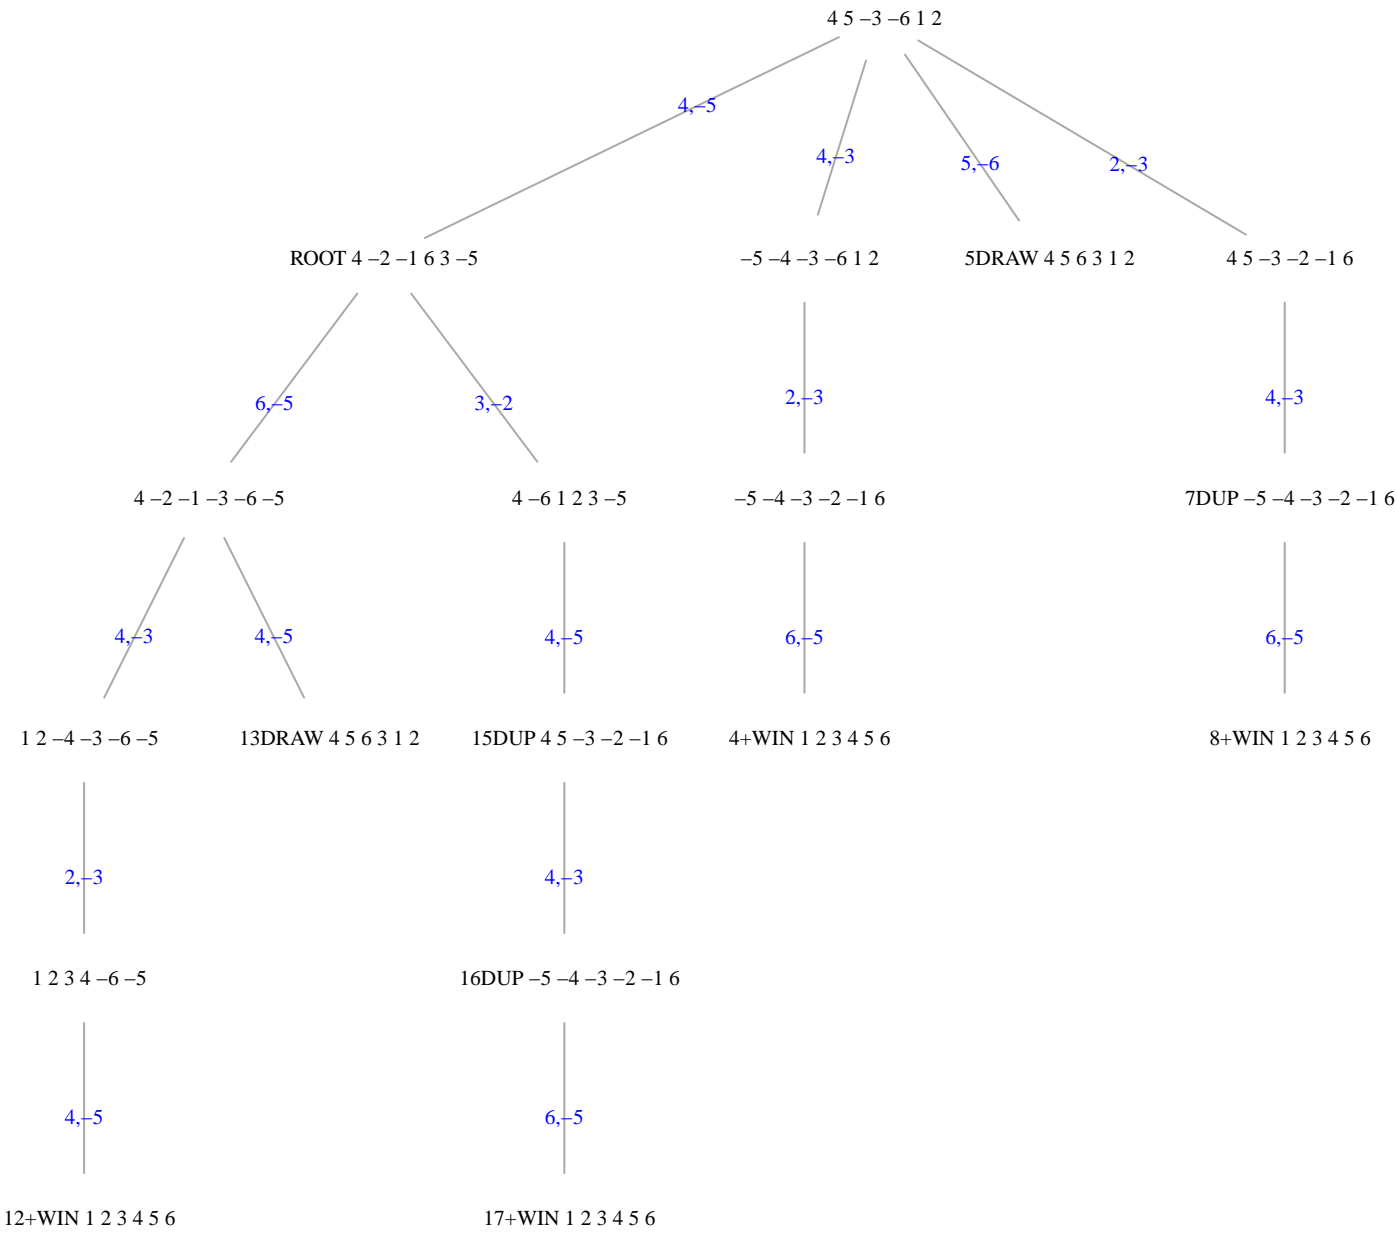 4 5 –3 –6 1 2
4,–5
4,–3
5,–6
2,–3
ROOT 4 –2 –1 6 3 –5
–5 –4 –3 –6 1 2
5DRAW 4 5 6 3 1 2
4 5 –3 –2 –1 6
6,–5
3,–2
2,–3
4,–3
4 –2 –1 –3 –6 –5
4 –6 1 2 3 –5
–5 –4 –3 –2 –1 6
7DUP –5 –4 –3 –2 –1 6
4,–3
4,–5
4,–5
6,–5
6,–5
1 2 –4 –3 –6 –5
13DRAW 4 5 6 3 1 2
15DUP 4 5 –3 –2 –1 6
4+WIN 1 2 3 4 5 6
8+WIN 1 2 3 4 5 6
2,–3
4,–3
1 2 3 4 –6 –5
16DUP –5 –4 –3 –2 –1 6
4,–5
6,–5
12+WIN 1 2 3 4 5 6
17+WIN 1 2 3 4 5 6